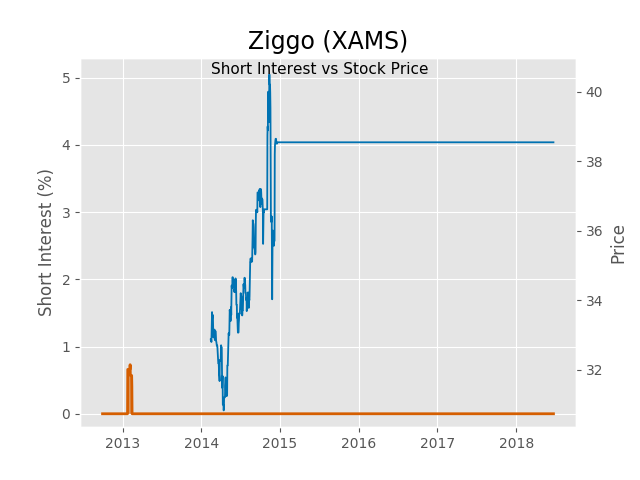 Ziggo (XAMS)
Short Interest vs Stock Price
Short Interest (%)
5
4
3
2
1
0
40
38
36
34
32
Price
2013 2014 2015 2016 2017 2018